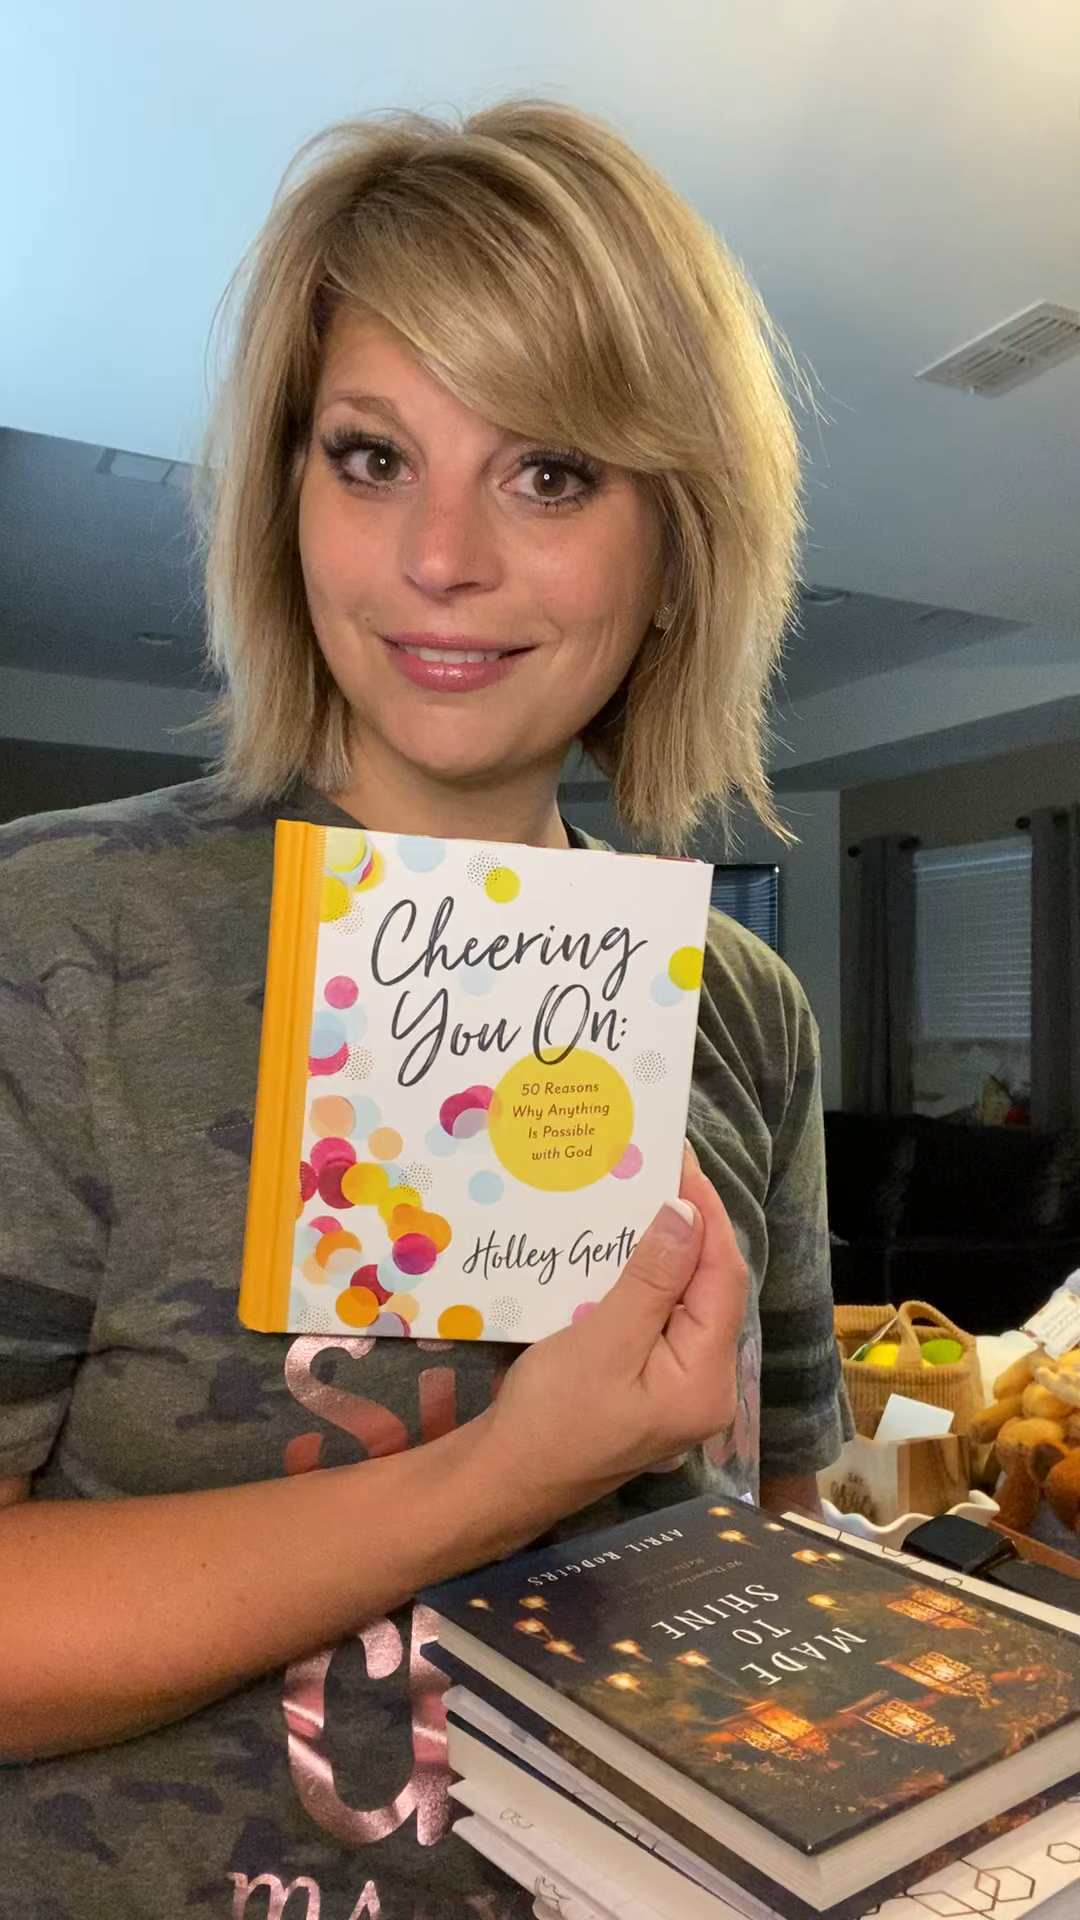 Cheering
You On:
50 Reasons
Why Anything
Is Possible
with God
Holley Gerth
MADE
TO
SHINE
APRIL RODGERS